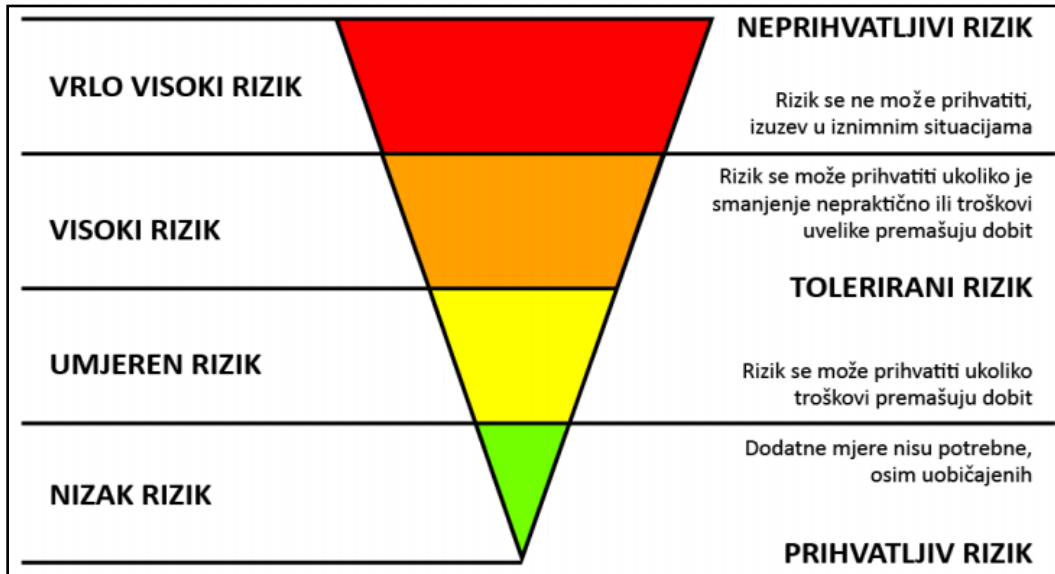 NEPRIHVATLJIVI RIZIK
VRLO VISOKI RIZIK
Rizik se ne može prihvatiti,
izuzev u iznimnim situacijama
Rizik se može prihvatiti ukoliko je
smanjenje nepraktično ili troškovi
uvelike premašuju dobit
VISOKI RIZIK
TOLERIRANI RIZIK
UMJEREN RIZIK
Rizik se može prihvatiti ukoliko
troškovi premašuju dobit
Dodatne mjere nisu potrebne,
osim uobičajenih
NIZAK RIZIK
PRIHVATLJIV RIZIK